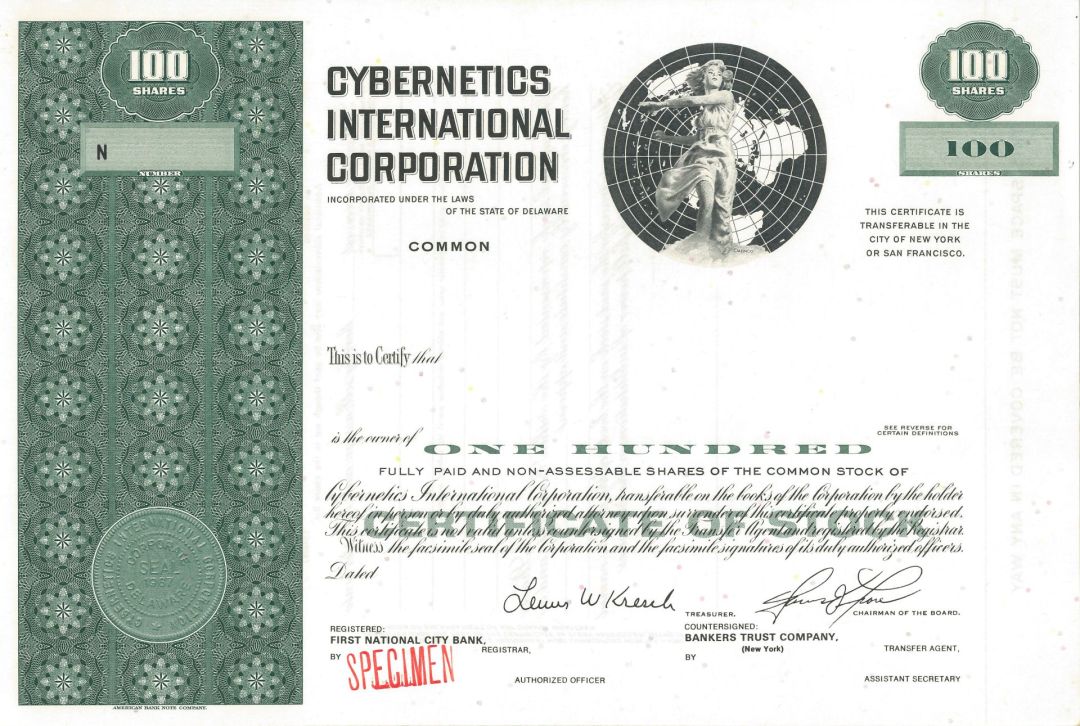 100
SHARES
N
NUMBER
CYBERNETICS
INTERNATIONAL
CORPORATION
INCORPORATED UNDER THE LAWS
OF THE STATE OF DELAWARE
COMMON
100
SHARES
100
SHARES
THIS CERTIFICATE IS
TRANSFERABLE IN THE
CITY OF NEW YORK
OR SAN FRANCISCO.
This is to Certify that
SEE REVERSE FOR
CERTAIN DEFINITIONS
is the owner of
ONE HUNDRED
FULLY PAID AND NON-ASSESSABLE SHARES OF THE COMMON STOCK OF
Cybernetics International Corporation, transferable on the books of the Corporation by the holder
hereof in person or by duly authorized attorney upon surrender of this certificate properly endorsed.
This certificate is not valid unless countersigned by the Transfer Agent and registered by the Registrar.
Witness the facsimile seal of the Corporation and the facsimile signatures of its duly authorized officers.
CERTIFICATE OF STOCK
Dated
CORPORATE
SEAL
DELAWARE
TREASURER.
CHAIRMAN OF THE BOARD.
REGISTERED:
FIRST NATIONAL CITY BANK,
REGISTRAR,
BY
SPECIMEN
AUTHORIZED OFFICER
COUNTERSIGNED:
BANKERS TRUST COMPANY,
(New York)
TRANSFER AGENT,
BY
ASSISTANT SECRETARY
AMERICAN BANK NOTE COMPANY.